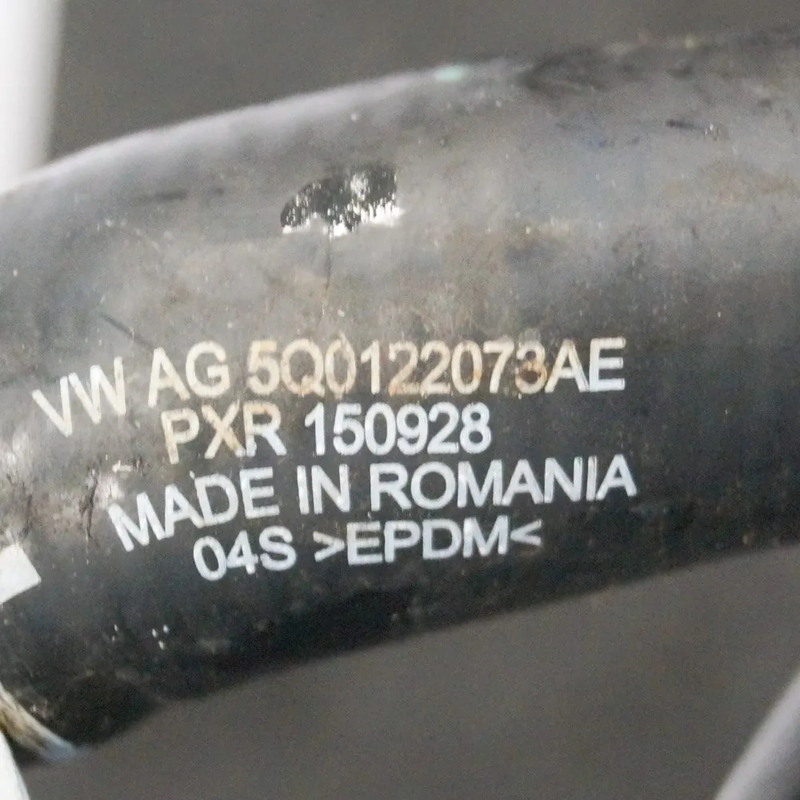 VW AG 5Q0122073AE
PXR 150928
MADE IN ROMANIA
04S >EPDM<